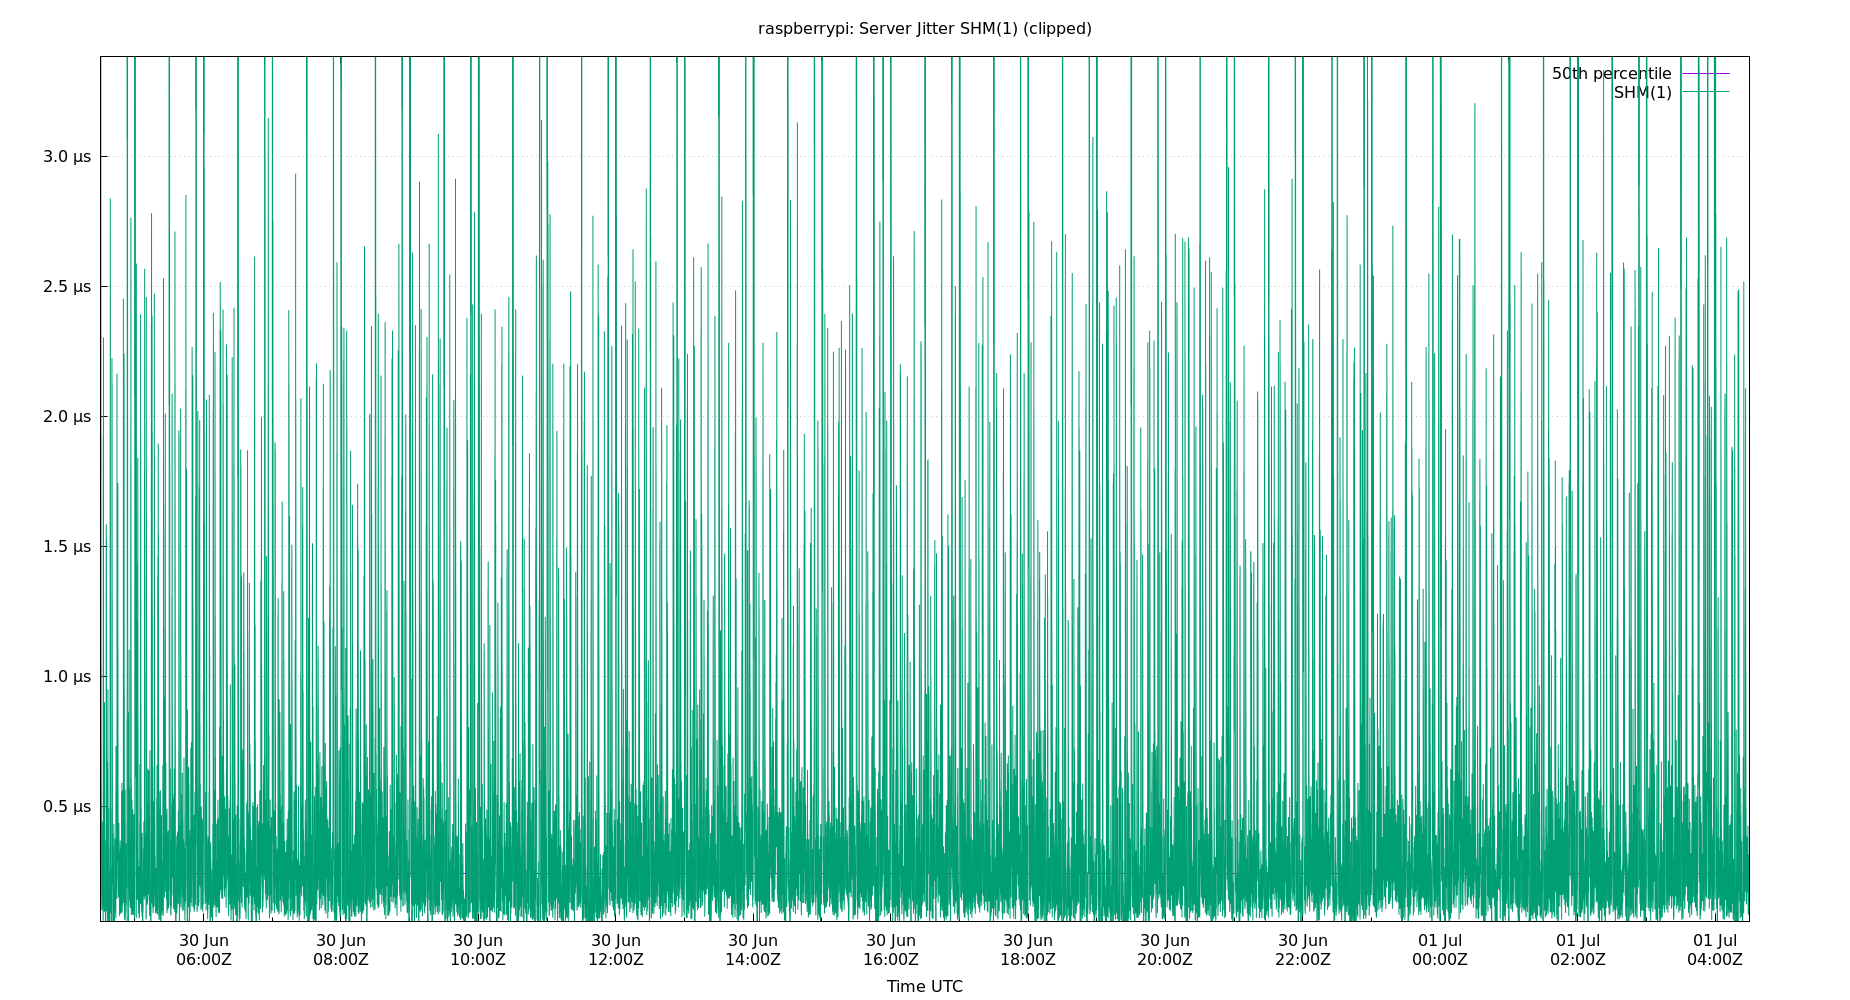 raspberrypi: Server Jitter SHM(1) (clipped)
50th percentile
SHM(1)
3.0 µs
2.5 µs
2.0 µs
1.5 µs
1.0 µs
0.5 µs
30 Jun 30 Jun 30 Jun 30 Jun 30 Jun 30 Jun 30 Jun 30 Jun 30 Jun 01 Jul 01 Jul 01 Jul
06:00Z 08:00Z 10:00Z 12:00Z 14:00Z 16:00Z 18:00Z 20:00Z 22:00Z 00:00Z 02:00Z 04:00Z
Time UTC